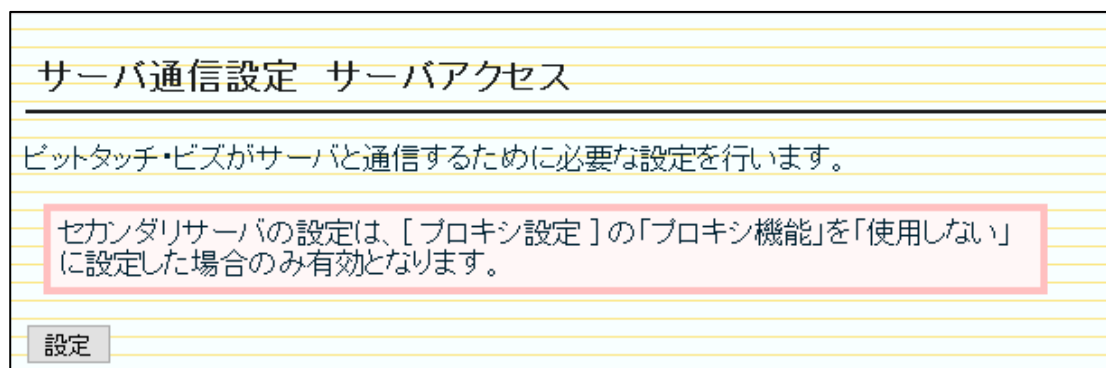 サーバ通信設定 サーバアクセス
ピットタッチ・ビズがサーバと通信するために必要な設定を行います。
セカンダリサーバの設定は、[ プロキシ設定 ] の「プロキシ機能」を「使用しない」
に設定した場合のみ有効となります。
設定